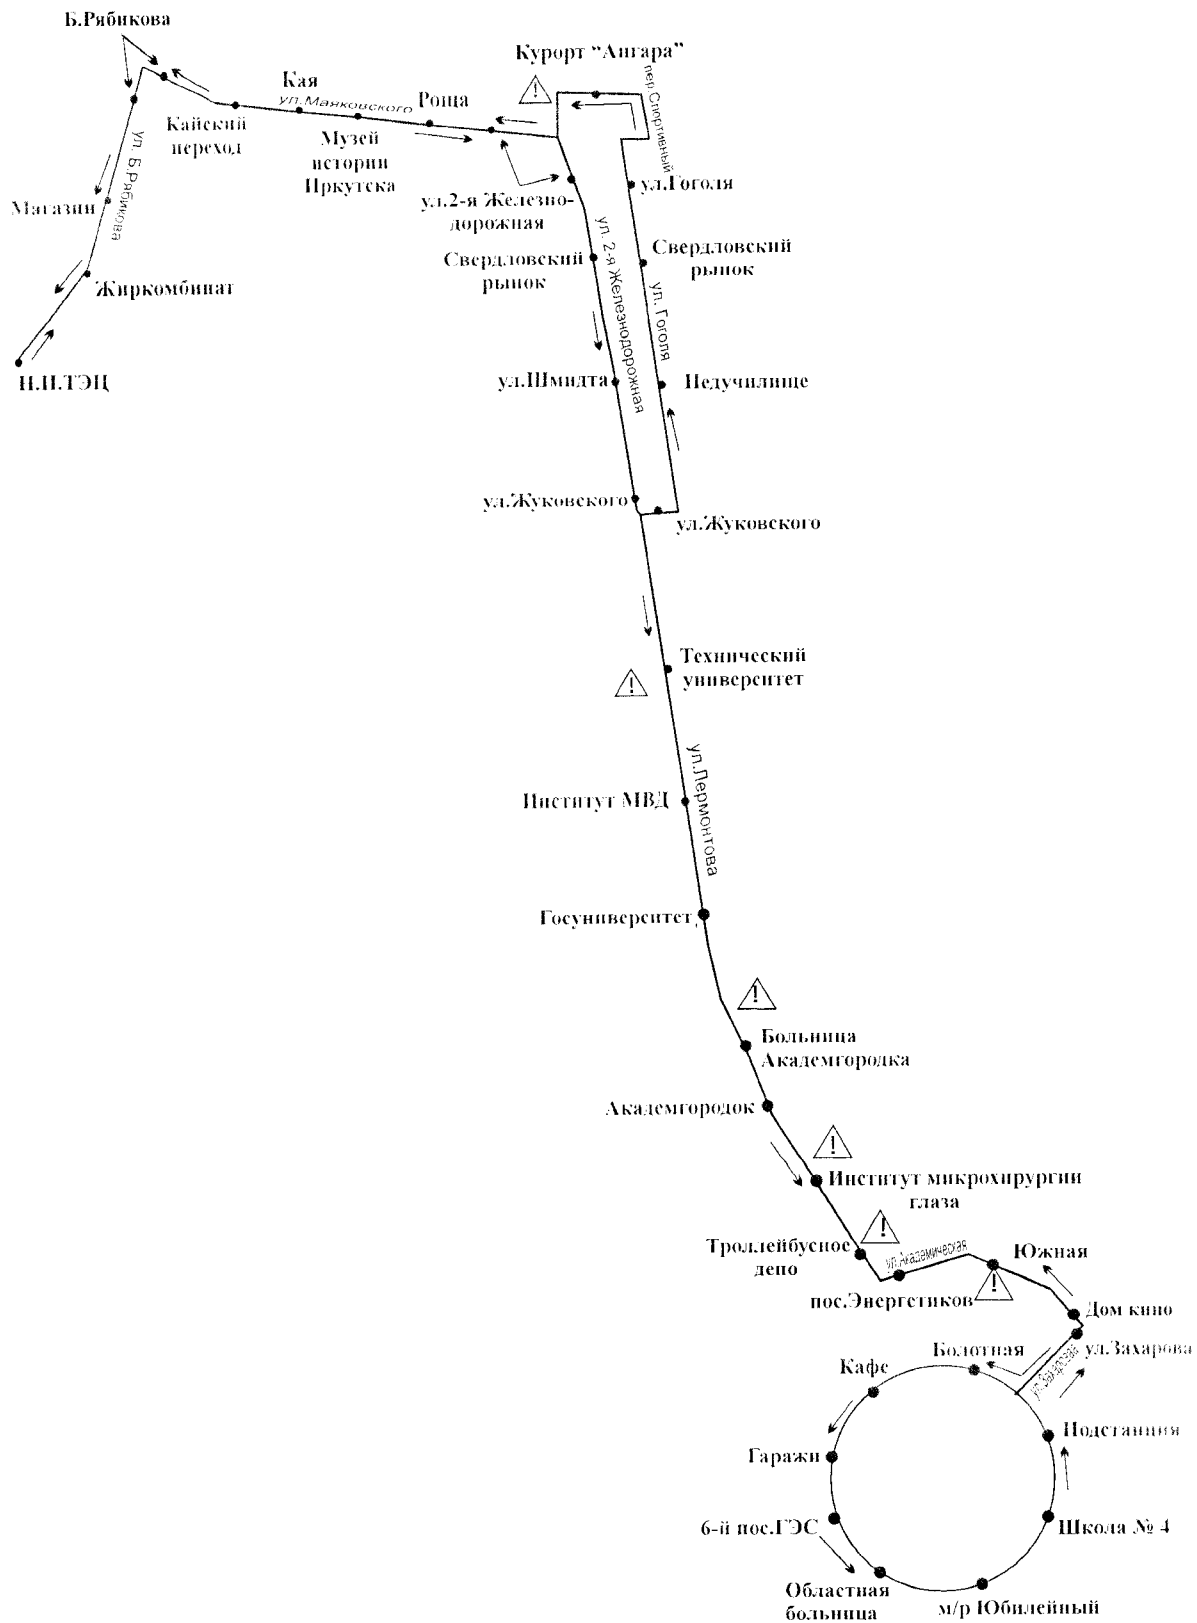 Б.Рябикова
Курорт “Ангара”
пер.Спортивный
Кая
ул.Маяковского
Роща
Кайский
переход
Музей
истории
Иркутска
ул. Б.Рябикова
ул.Гоголя
ул.2-я Железно-
дорожная
Магазин
ул. 2-я Железнодорожная
Свердловский
рынок
Свердловский
рынок
Жиркомбинат
ул. Гоголя
Н.И.ТЭЦ
ул.Шмидта
Педучилище
ул.Жуковского
ул.Жуковского
Технический
университет
ул.Лермонтова
Институт МВД
Госуниверситет
Больница
Академгородка
Академгородок
Институт микрохирургии
глаза
Троллейбусное
депо
ул.Академическая
Южная
пос.Энергетиков
Дом кино
ул.Захарова
ул.Захарова
Болотная
Кафе
Подстанция
Гаражи
6-й пос.ГЭС
Школа № 4
Областная
больница
м/р Юбилейный